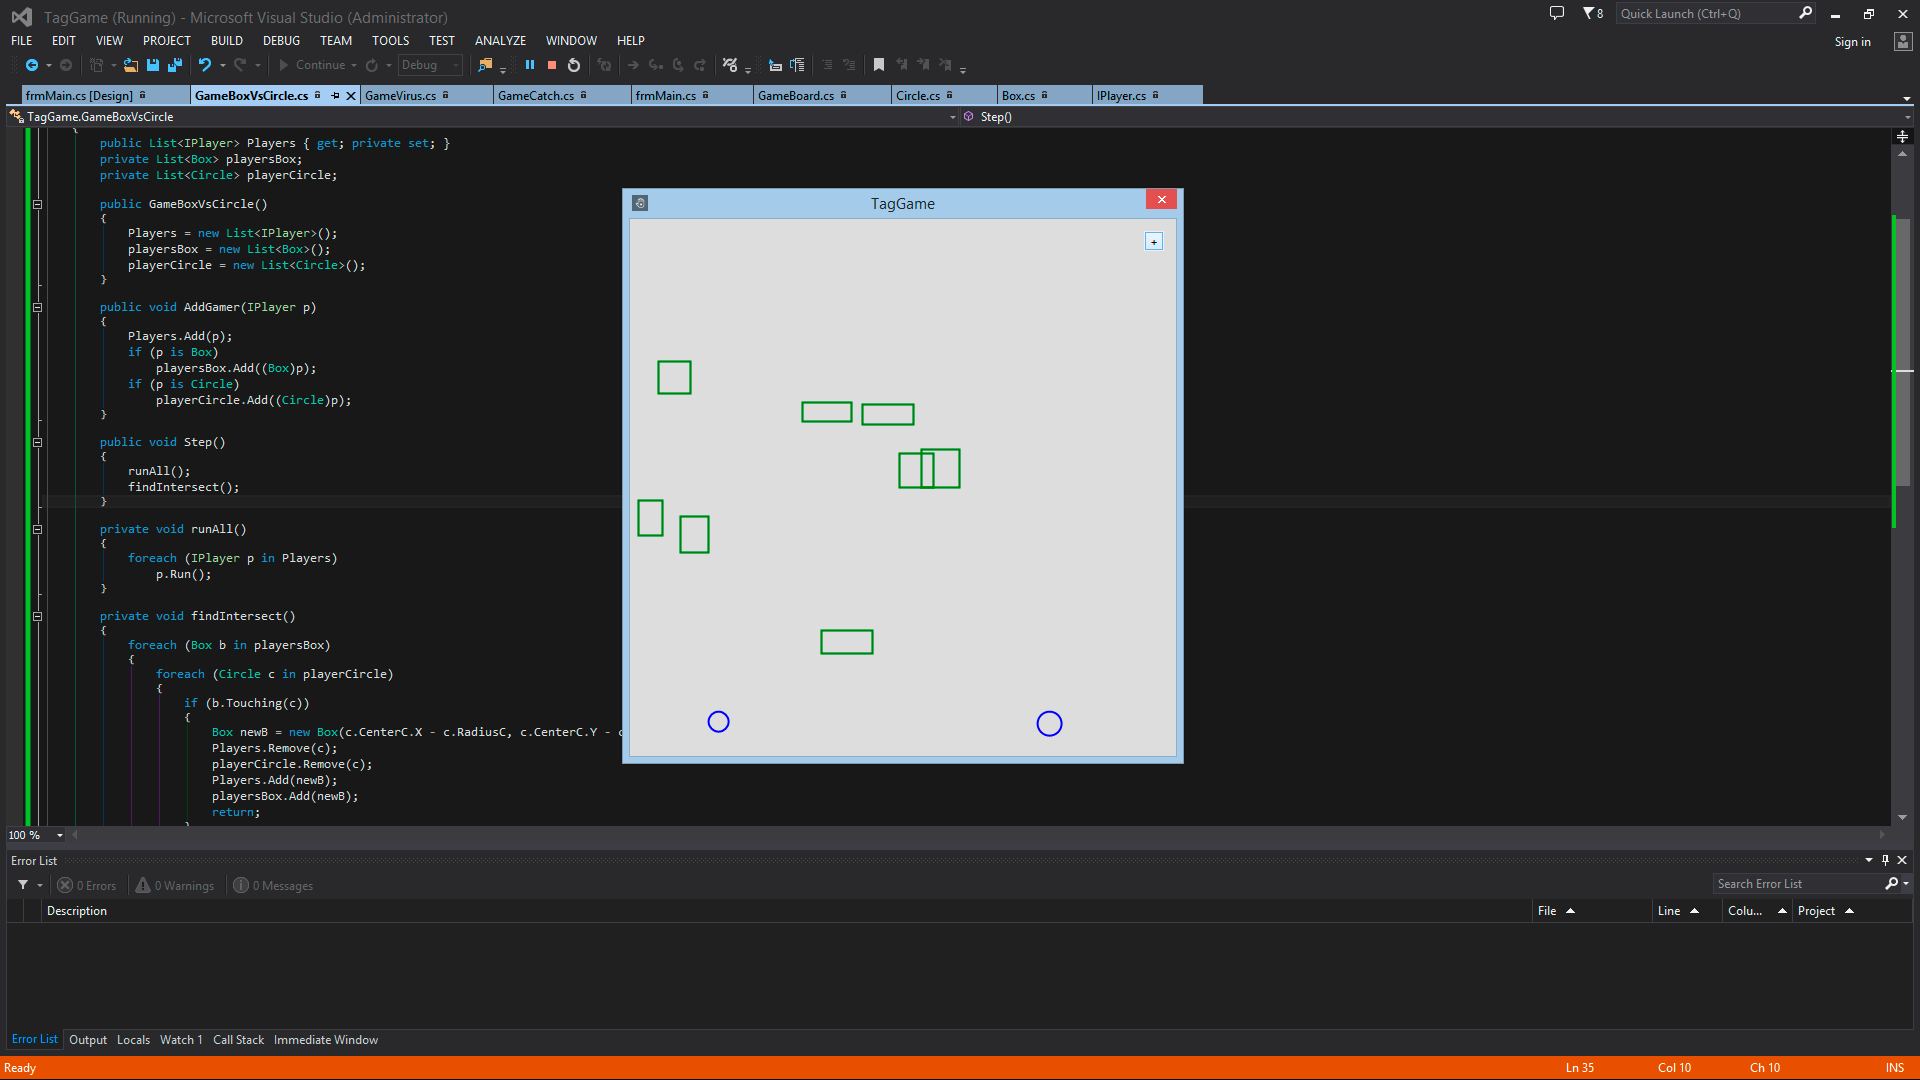 TagGame (Running) - Microsoft Visual Studio (Administrator)
8
Quick Launch (Ctrl+Q)
FILE EDIT VIEW PROJECT BUILD DEBUG TEAM TOOLS TEST ANALYZE WINDOW HELP
Sign in
Continue
Debug
frmMain.cs [Design] GameBoxVsCircle.cs GameVirus.cs GameCatch.cs frmMain.cs GameBoard.cs Circle.cs Box.cs IPlayer.cs
TagGame.GameBoxVsCircle
Step()
{
public List<IPlayer> Players { get; private set; }
private List<Box> playersBox;
private List<Circle> playerCircle;
public GameBoxVsCircle()
{
Players = new List<IPlayer>();
playersBox = new List<Box>();
playerCircle = new List<Circle>();
}
public void AddGamer(IPlayer p)
{
Players.Add(p);
if (p is Box)
playersBox.Add((Box)p);
if (p is Circle)
playerCircle.Add((Circle)p);
}
public void Step()
{
runAll();
findIntersect();
}
private void runAll()
{
foreach (IPlayer p in Players)
p.Run();
}
private void findIntersect()
{
foreach (Box b in playersBox)
{
foreach (Circle c in playerCircle)
{
if (b.Touching(c))
{
Box newB = new Box(c.CenterC.X - c.RadiusC, c.CenterC.Y - c
Players.Remove(c);
playerCircle.Remove(c);
Players.Add(newB);
playersBox.Add(newB);
return;
TagGame
+
100 %
Error List
0 Errors
0 Warnings
0 Messages
Search Error List
Description File Line Colu... Project
Error List Output Locals Watch 1 Call Stack Immediate Window
Ready
Ln 35 Col 10 Ch 10 INS